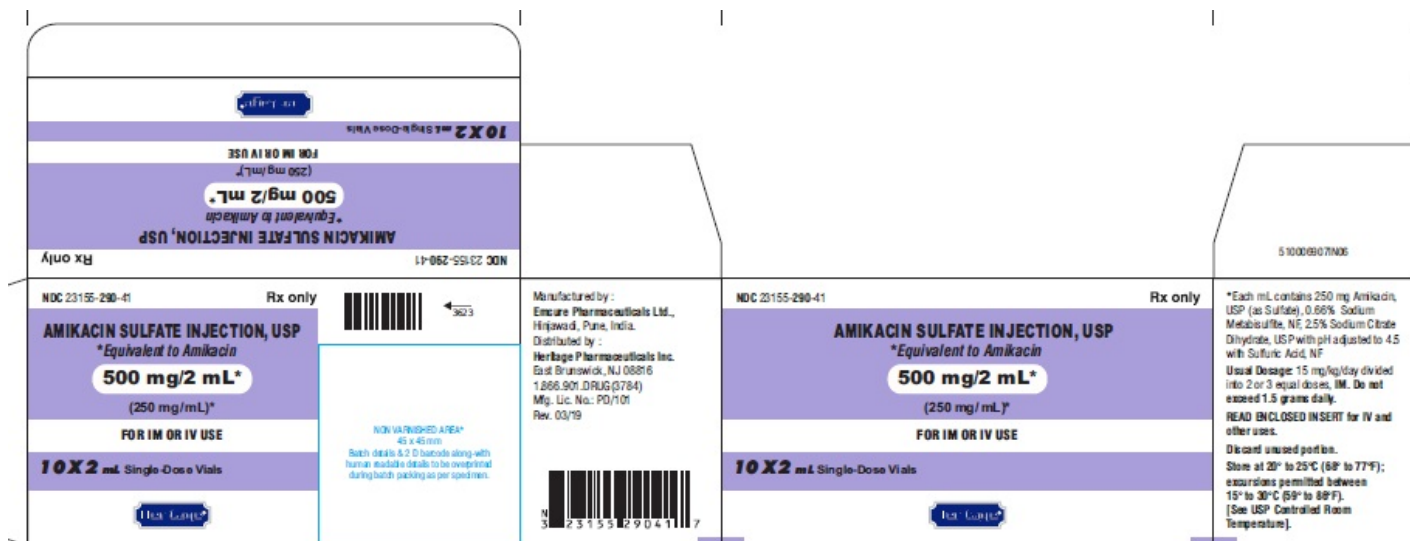 10X2 mL Single-Dose Vials
FOR IM OR IV USE
(250 mg/mL)*
500 mg/2 mL*
*Equivalent to Amikacin
AMIKACIN SULFATE INJECTION, USP
NDC 23155-290-41 Rx only
NDC 23155-290-41 Rx only
AMIKACIN SULFATE INJECTION, USP
*Equivalent to Amikacin
500 mg/2 mL*
(250 mg/mL)*
FOR IM OR IV USE
10X2 mL Single-Dose Vials
3623
NON VARNISHED AREA*
45 x 45 mm
Batch details & 2 D barcode along-with
human readable details to be overprinted
during batch packing as per specimen.
Manufactured by :
Emcure Pharmaceuticals Ltd.,
Hinjawadi, Pune, India.
Distributed by :
Heritage Pharmaceuticals Inc.
East Brunswick, NJ 08816
1.866.901.DRUG(3784)
Mfg. Lic. No.: PD/101
Rev. 03/19
N
3 23155 29041 7
NDC 23155-290-41 Rx only
AMIKACIN SULFATE INJECTION, USP
*Equivalent to Amikacin
500 mg/2 mL*
(250 mg/mL)*
FOR IM OR IV USE
10X2 mL Single-Dose Vials
*Each mL contains 250 mg Amikacin,
USP (as Sulfate), 0.66% Sodium
Metabisulfite, NF, 2.5% Sodium Citrate
Dihydrate, USP with pH adjusted to 4.5
with Sulfuric Acid, NF
Usual Dosage: 15 mg/kg/day divided
into 2 or 3 equal doses, IM. Do not
exceed 1.5 grams daily.
READ ENCLOSED INSERT for IV and
other uses.
Discard unused portion.
Store at 20° to 25°C (68° to 77°F);
excursions permitted between
15° to 30°C (59° to 86°F).
[See USP Controlled Room
Temperature].